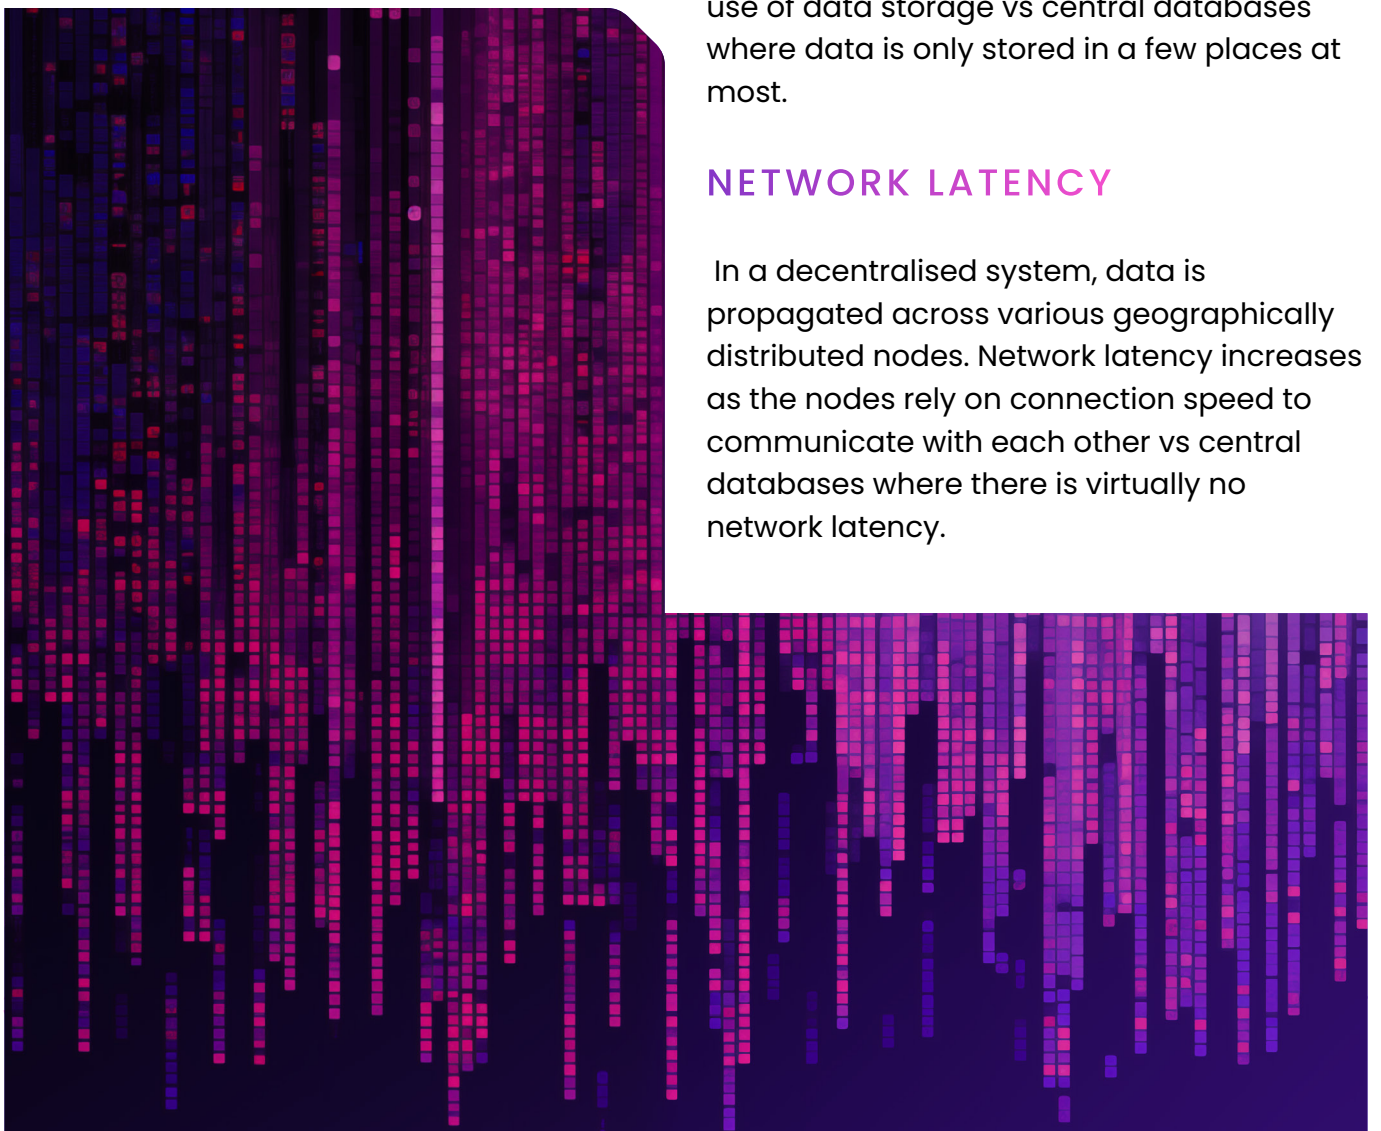 use of data storage vs central databases
where data is only stored in a few places at
most.
NETWORK LATENCY
In a decentralised system, data is
propagated across various geographically
distributed nodes. Network latency increases
as the nodes rely on connection speed to
communicate with each other vs central
databases where there is virtually no
network latency.